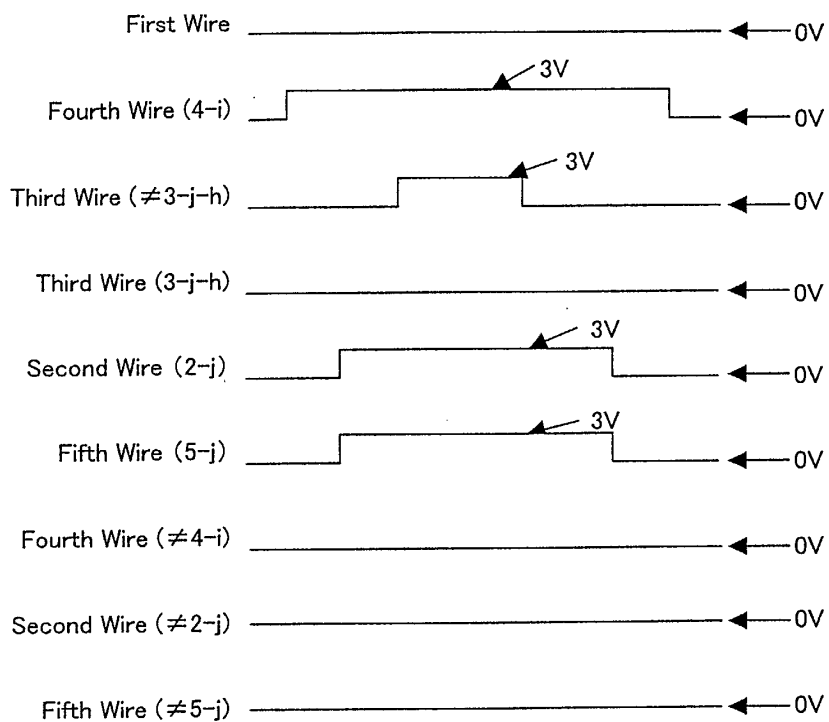 First Wire 0V
3V
Fourth Wire (4-i) 0V
3V
Third Wire (≠3-j-h) 0V
Third Wire (3-j-h) 0V
3V
Second Wire (2-j) 0V
3V
Fifth Wire (5-j) 0V
Fourth Wire (≠4-i) 0V
Second Wire (≠2-j) 0V
Fifth Wire (≠5-j) 0V